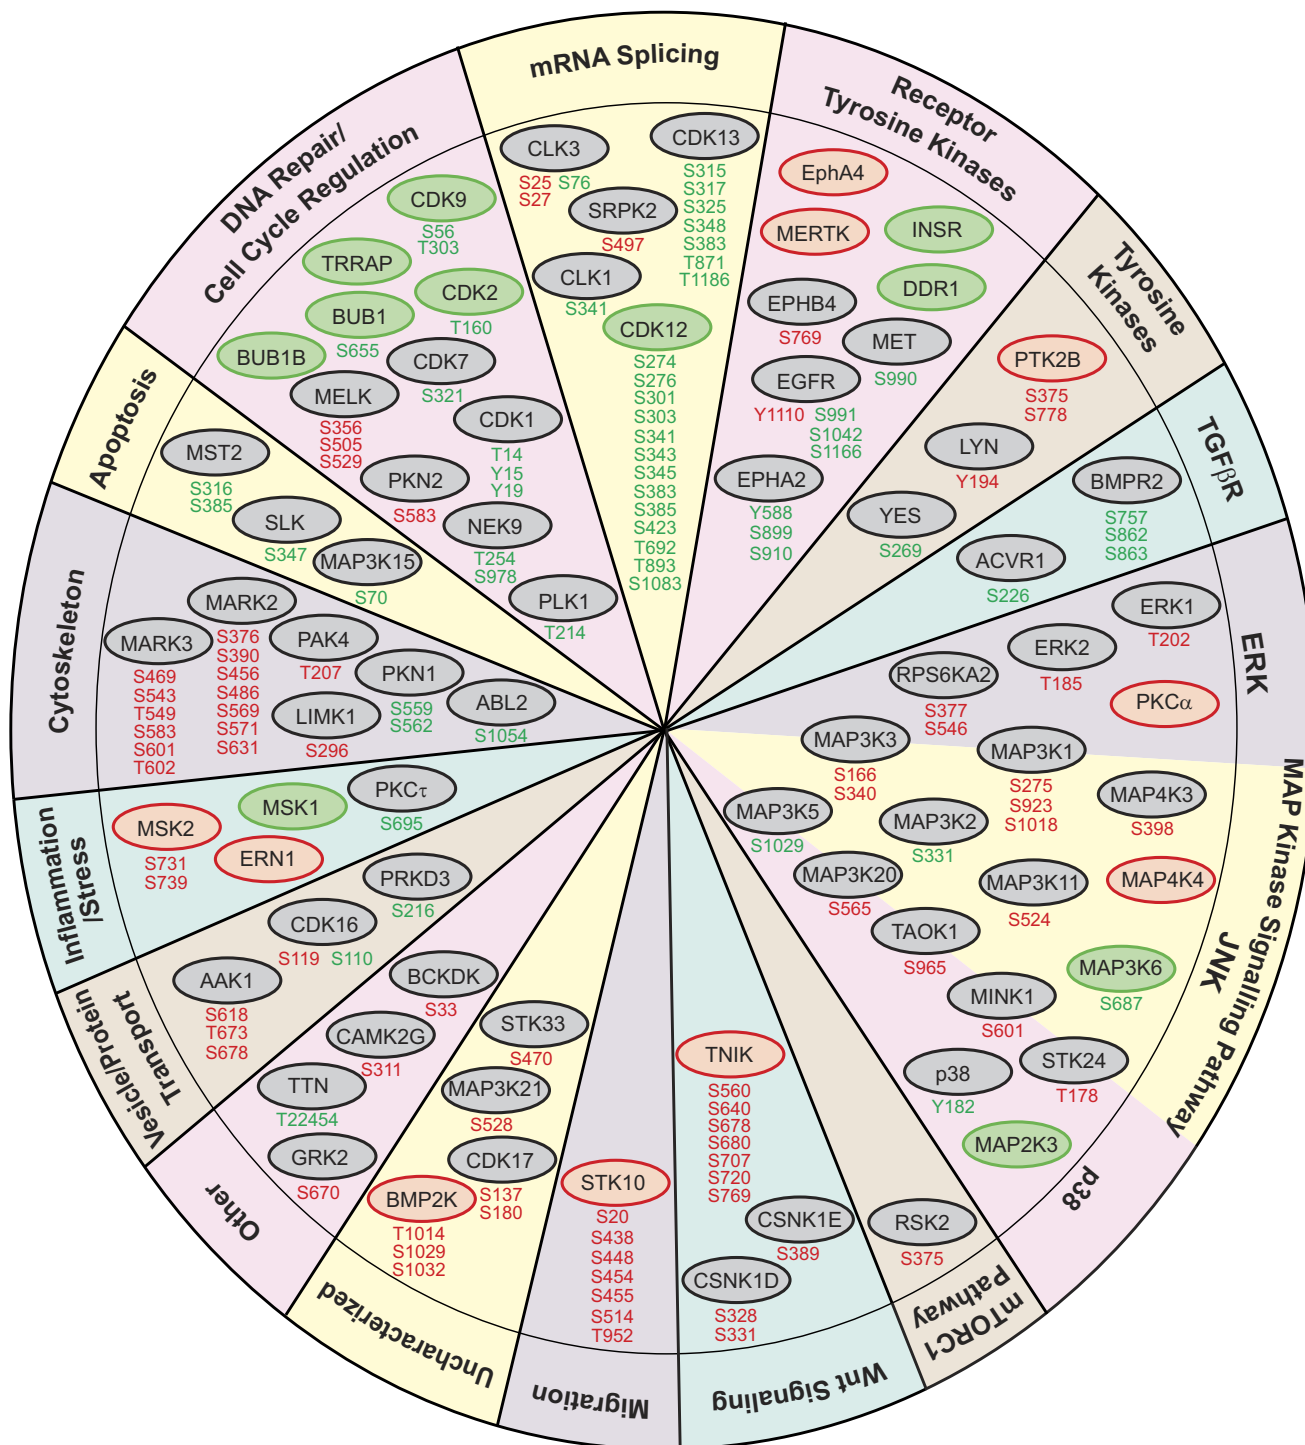 mRNA Splicing
CLK3
S25 S76
S27
CDK13
S315
S317
S325
S348
S383
T871
T1186
SRPK2
S497
CLK1
S341
CDK12
S274
S276
S301
S303
S341
S343
S345
S383
S385
S423
T692
T893
S1083
Receptor
Tyrosine Kinases
EphA4
MERTK
INSR
DDR1
EPHB4
S769
MET
S990
EGFR
Y1110 S991
S1042
S1166
EPHA2
Y588
S899
S910
Tyrosine
Kinases
PTK2B
S375
S778
LYN
Y194
YES
S269
TGFβR
BMPR2
S757
S862
S863
ACVR1
S226
MAP Kinase Signalling Pathway
ERK
ERK1
T202
ERK2
T185
RPS6KA2
S377
S546
PKCα
MAP3K3
S166
S340
MAP3K1
S275
S923
S1018
JNK
MAP4K3
S398
MAP3K2
S331
MAP3K5
S1029
MAP3K20
S565
MAP3K11
S524
MAP4K4
TAOK1
S965
MAP3K6
S687
MINK1
S601
STK24
T178
p38
p38
Y182
MAP2K3
mTORC1
Pathway
RSK2
S375
Wnt Signaling
TNIK
S560
S640
S678
S680
S707
S720
S769
CSNK1E
S389
CSNK1D
S328
S331
Migration
STK10
S20
S438
S448
S454
S455
S514
T952
Uncharacterized
STK33
S470
MAP3K21
S528
CDK17
S137
S180
BMP2K
T1014
S1029
S1032
Other
BCKDK
S33
CAMK2G
S311
TTN
T22454
GRK2
S670
Vesicle/Protein
Transport
PRKD3
S216
CDK16
S119 S110
AAK1
S618
T673
S678
Inflammation
/Stress
PKCτ
S695
MSK1
MSK2
S731
S739
ERN1
Cytoskeleton
MARK2
S376
S390
S456
S486
S569
S571
S631
MARK3
S469
S543
T549
S583
S601
T602
PAK4
T207
PKN1
S559
S562
LIMK1
S296
ABL2
S1054
Apoptosis
MST2
S316
S385
SLK
S347
MAP3K15
S70
DNA Repair/
Cell Cycle Regulation
CDK9
S56
T303
TRRAP
CDK2
T160
BUB1
S655
BUB1B
CDK7
S321
MELK
S356
S505
S529
CDK1
T14
Y15
Y19
PKN2
S583
NEK9
T254
S978
PLK1
T214